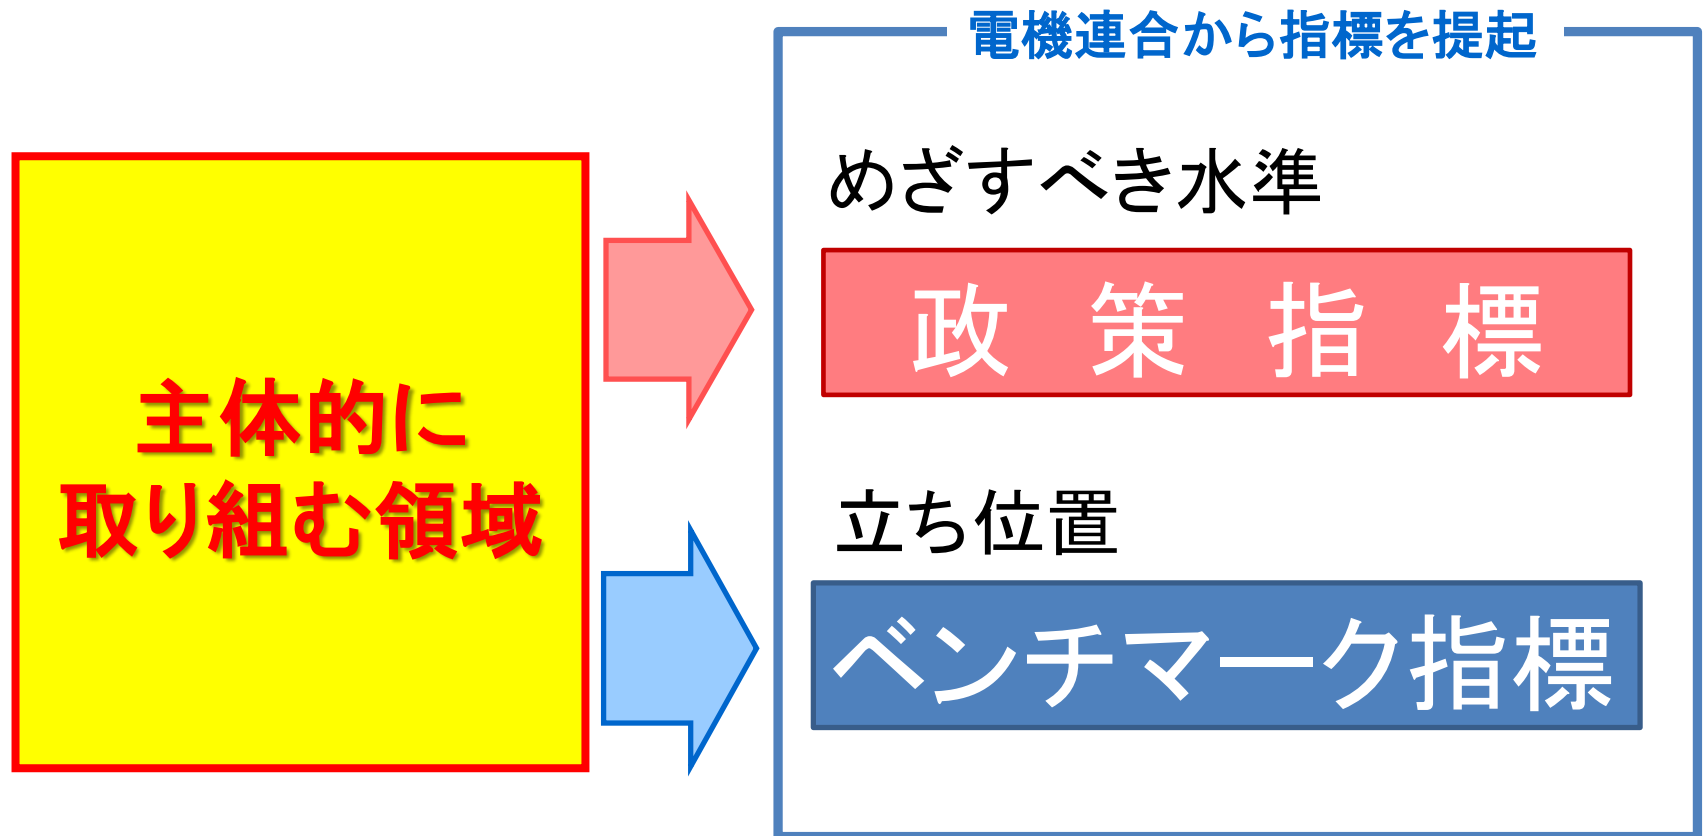 電機連合から指標を提起
主体的に
取り組む領域
めざすべき水準
政策指標
立ち位置
ベンチマーク指標